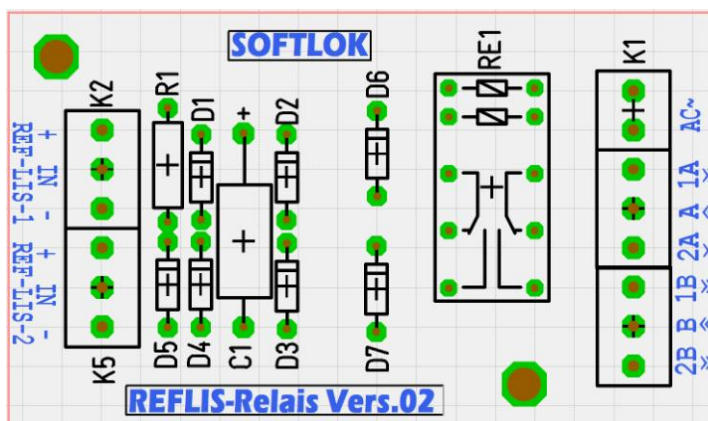 SOFTLOK
K2
R1
D1
+
D2
D6
RE1
K1
+ IN -
REF-LIS-1
+ IN -
REF-LIS-2
AC~
1A »
A «
2A »
1B »
B «
2B »
K5
D5
D4
C1
D3
D7
REFLIS-Relais Vers.02